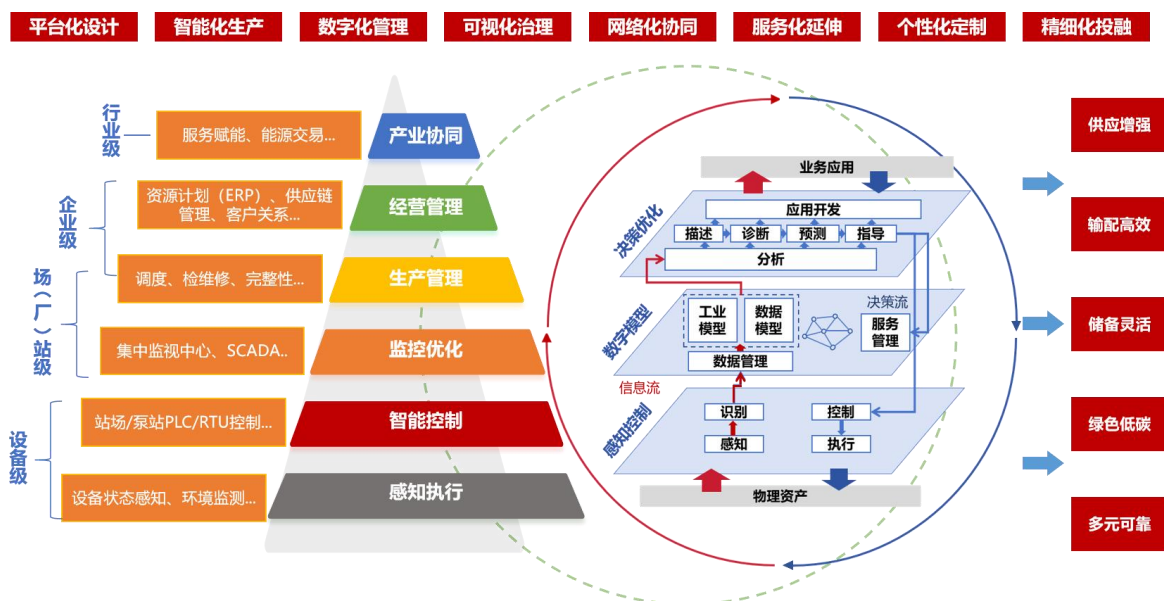 平台化设计
智能化生产
数字化管理
可视化治理
网络化协同
服务化延伸
个性化定制
精细化投融
行业级
服务赋能、能源交易...
产业协同
企业级
资源计划（ERP）、供应链
管理、客户关系...
经营管理
场（厂）站级
调度、检维修、完整性...
生产管理
集中监视中心、SCADA..
监控优化
设备级
站场/泵站PLC/RTU控制...
智能控制
设备状态感知、环境监测...
感知执行
业务应用
决策优化
应用开发
描述
诊断
预测
指导
分析
数字模型
工业
模型
数据
模型
决策流
服务
管理
数据管理
信息流
感知控制
识别
控制
感知
执行
物理资产
供应增强
输配高效
储备灵活
绿色低碳
多元可靠